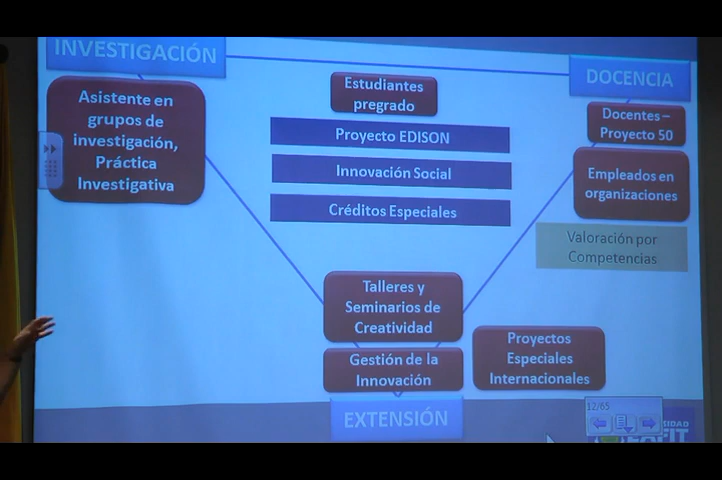 INVESTIGACIÓN
DOCENCIA
Asistente en
grupos de
investigación,
Práctica
Investigativa
Estudiantes
pregrado
Proyecto EDISON
Innovación Social
Créditos Especiales
Docentes –
Proyecto 50
Empleados en
organizaciones
Valoración por
Competencias
Talleres y
Seminarios de
Creatividad
Gestión de la
Innovación
Proyectos
Especiales
Internacionales
EXTENSIÓN
12/65